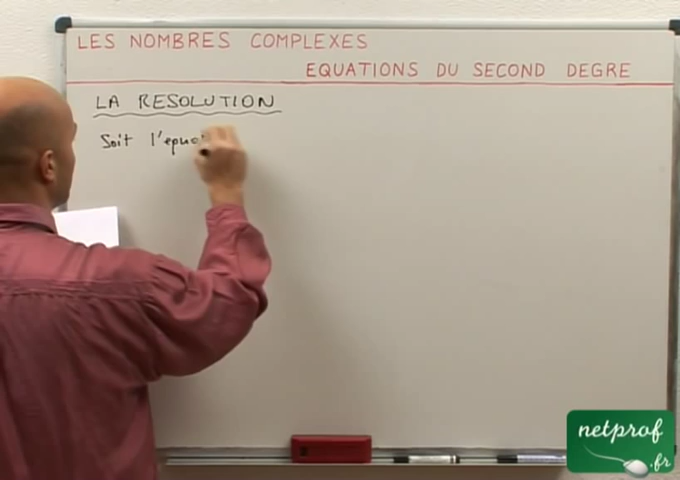 LES NOMBRES COMPLEXES
EQUATIONS DU SECOND DEGRE
LA RESOLUTION
Soit
netprof
.fr